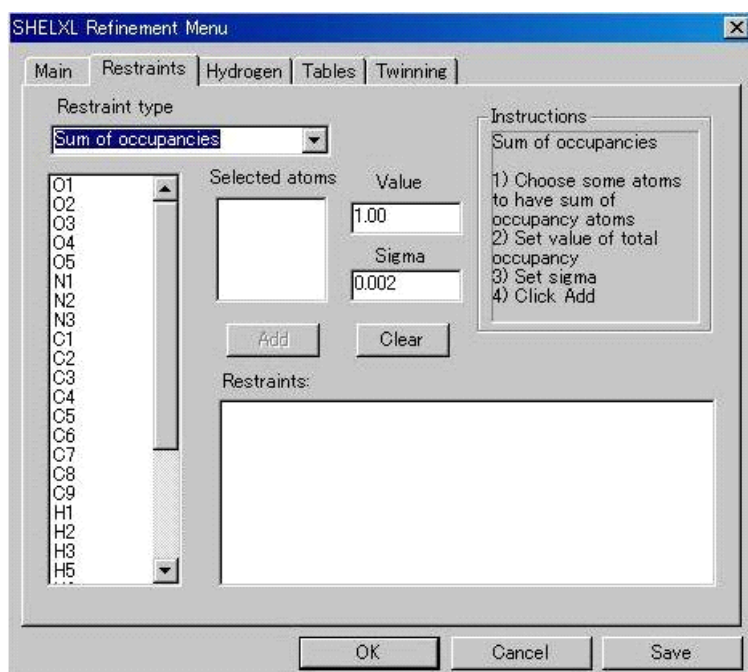 SHELXL Refinement Menu
Main
Restraints
Hydrogen
Tables
Twinning
Restraint type
Sum of occupancies
O1
O2
O3
O4
O5
N1
N2
N3
C1
C2
C3
C4
C5
C6
C7
C8
C9
H1
H2
H3
H5
Selected atoms
Value
1.00
Sigma
0.002
Add
Clear
Instructions
Sum of occupancies
1) Choose some atoms
to have sum of
occupancy atoms
2) Set value of total
occupancy
3) Set sigma
4) Click Add
Restraints:
OK
Cancel
Save